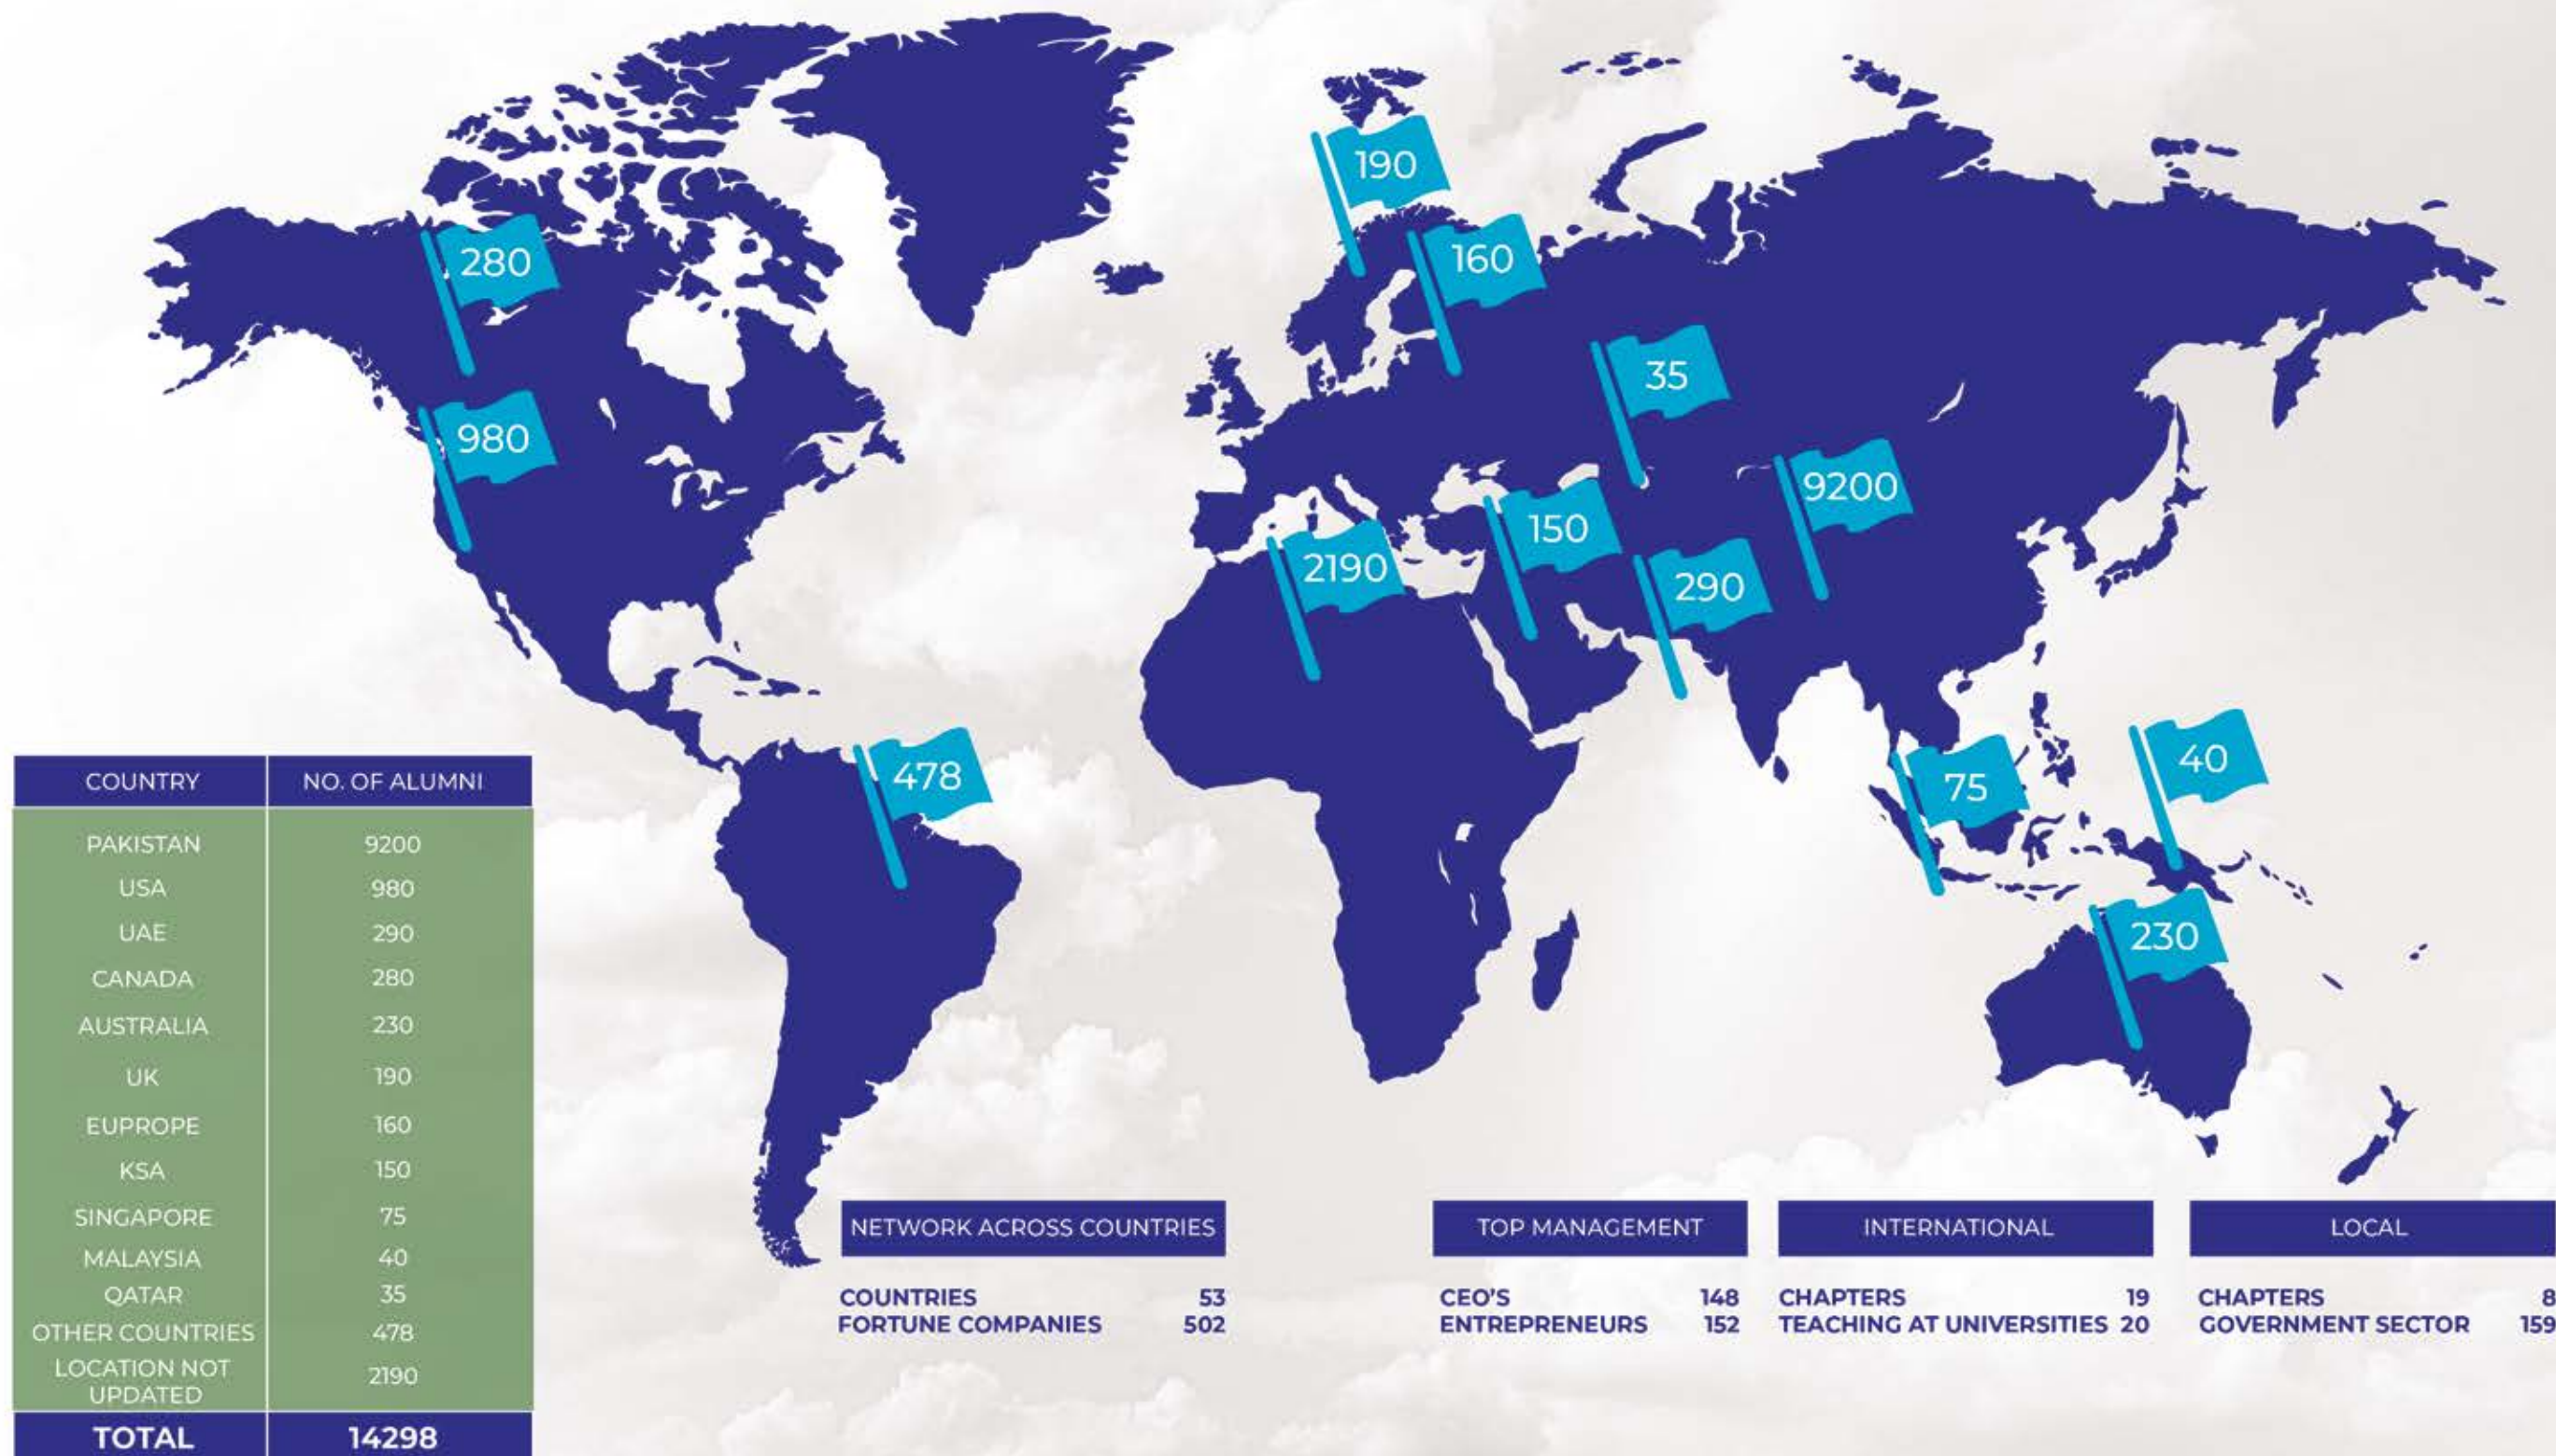 190
280
160
35
980
9200
150
2190
290
478
40
75
230
COUNTRY NO. OF ALUMNI
PAKISTAN 9200
USA 980
UAE 290
CANADA 280
AUSTRALIA 230
UK 190
EUPROPE 160
KSA 150
SINGAPORE 75
MALAYSIA 40
QATAR 35
OTHER COUNTRIES 478
LOCATION NOT
UPDATED 2190
TOTAL 14298
NETWORK ACROSS COUNTRIES
COUNTRIES 53
FORTUNE COMPANIES 502
TOP MANAGEMENT
CEO'S 148
ENTREPRENEURS 152
INTERNATIONAL
CHAPTERS 19
TEACHING AT UNIVERSITIES 20
LOCAL
CHAPTERS 8
GOVERNMENT SECTOR 159